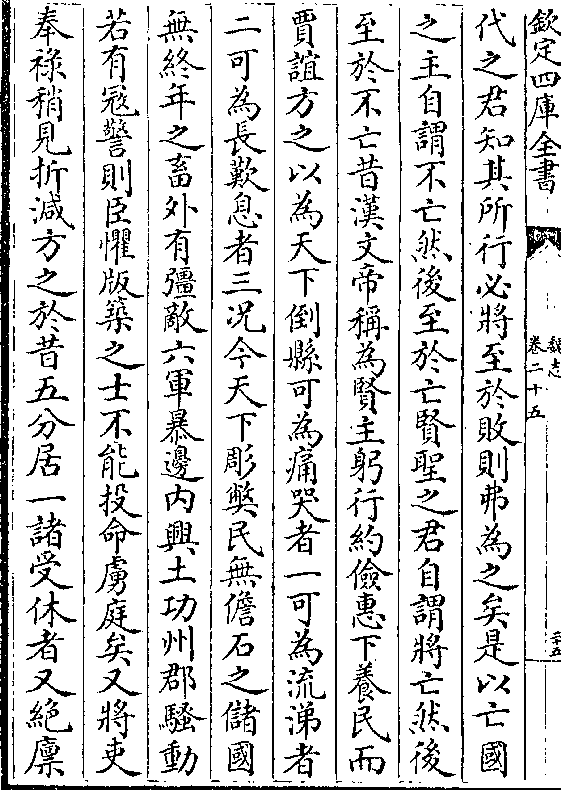 欽定四庫全書
魏志
卷二十五
二十五
代之君知其所行必將至於敗則弗為之矣是以亡國
之主自謂不亡然後至於亡賢聖之君自謂將亡然後
至於不亡昔漢文帝稱為賢主躬行約儉惠下養民而
賈誼方之以為天下倒縣可為痛哭者一可為流涕者
二可為長歎息者三况今天下彫獘民無儋石之儲國
無終年之畜外有彊敵六軍暴邊内興土功州郡騷動
若有冦警則臣懼版築之士不能投命虜庭矣又將吏
奉祿稍見折減方之於昔五分居一諸受休者又絶廪